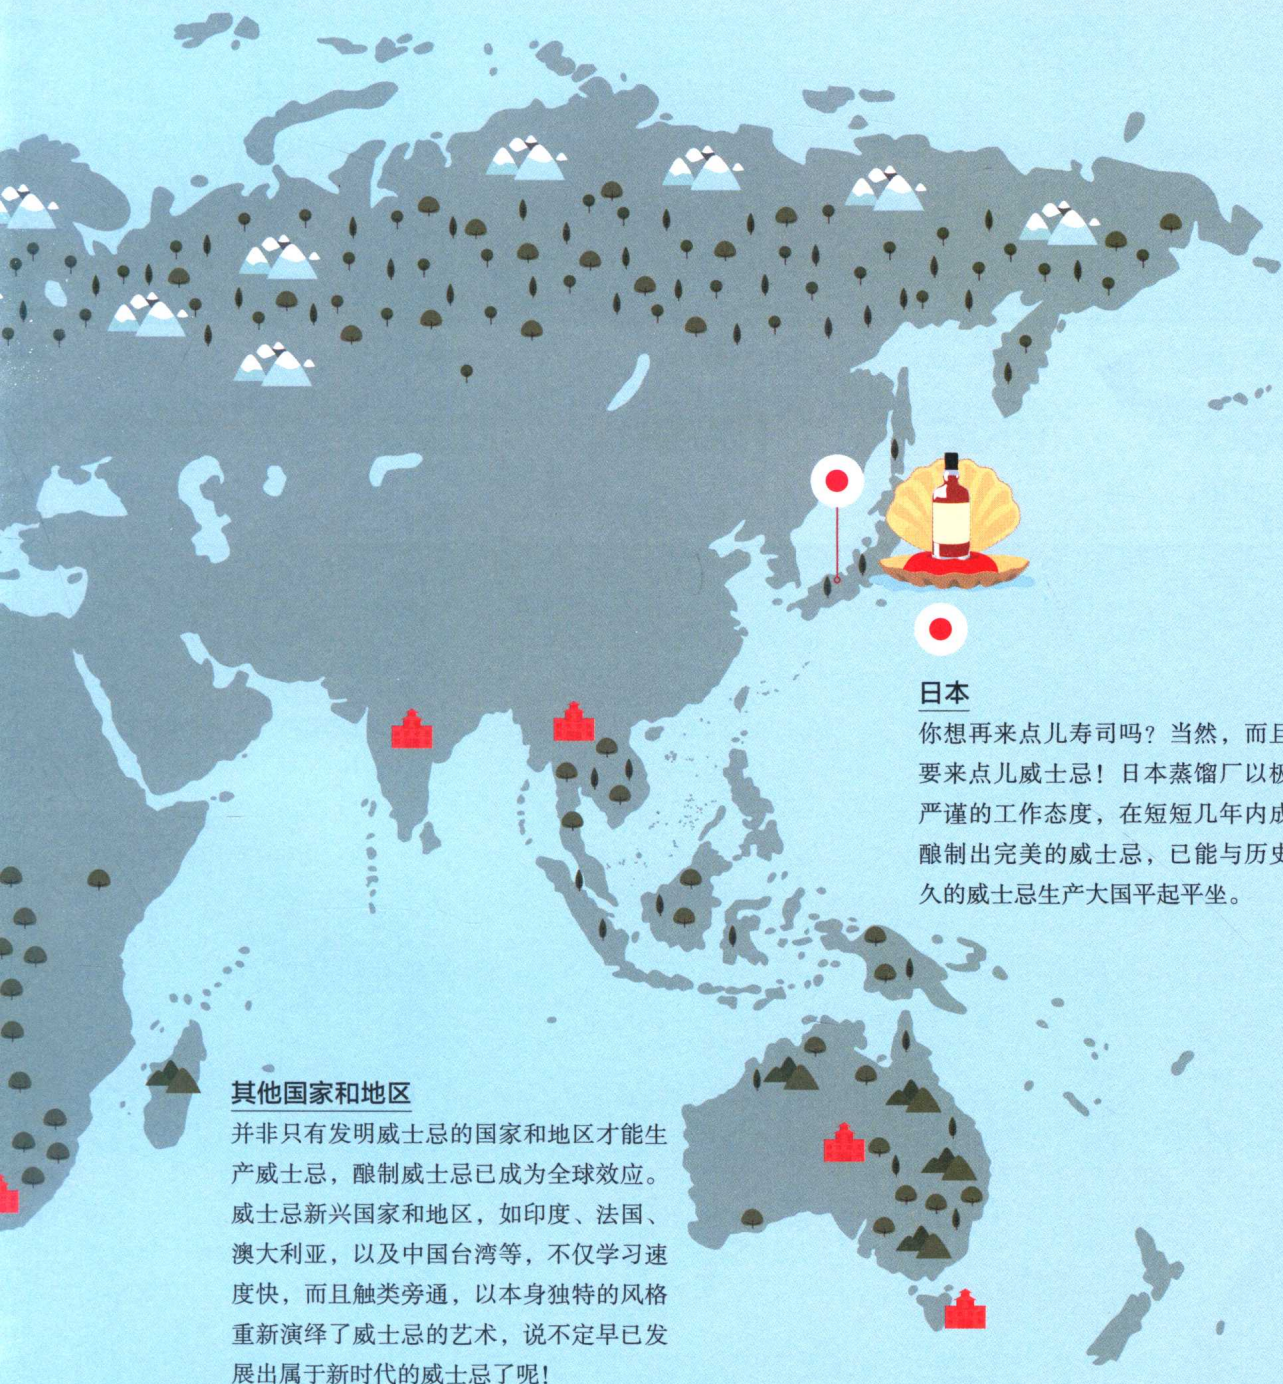 日本
你想再来点儿寿司吗？当然，而且
要来点儿威士忌！日本蒸馏厂以极
严谨的工作态度，在短短几年内成
酿制出完美的威士忌，已能与历史
久的威士忌生产大国平起平坐。
其他国家和地区
并非只有发明威士忌的国家和地区才能生
产威士忌，酿制威士忌已成为全球效应。
威士忌新兴国家和地区，如印度、法国、
澳大利亚，以及中国台湾等，不仅学习速
度快，而且触类旁通，以本身独特的风格
重新演绎了威士忌的艺术，说不定早已发
展出属于新时代的威士忌了呢！